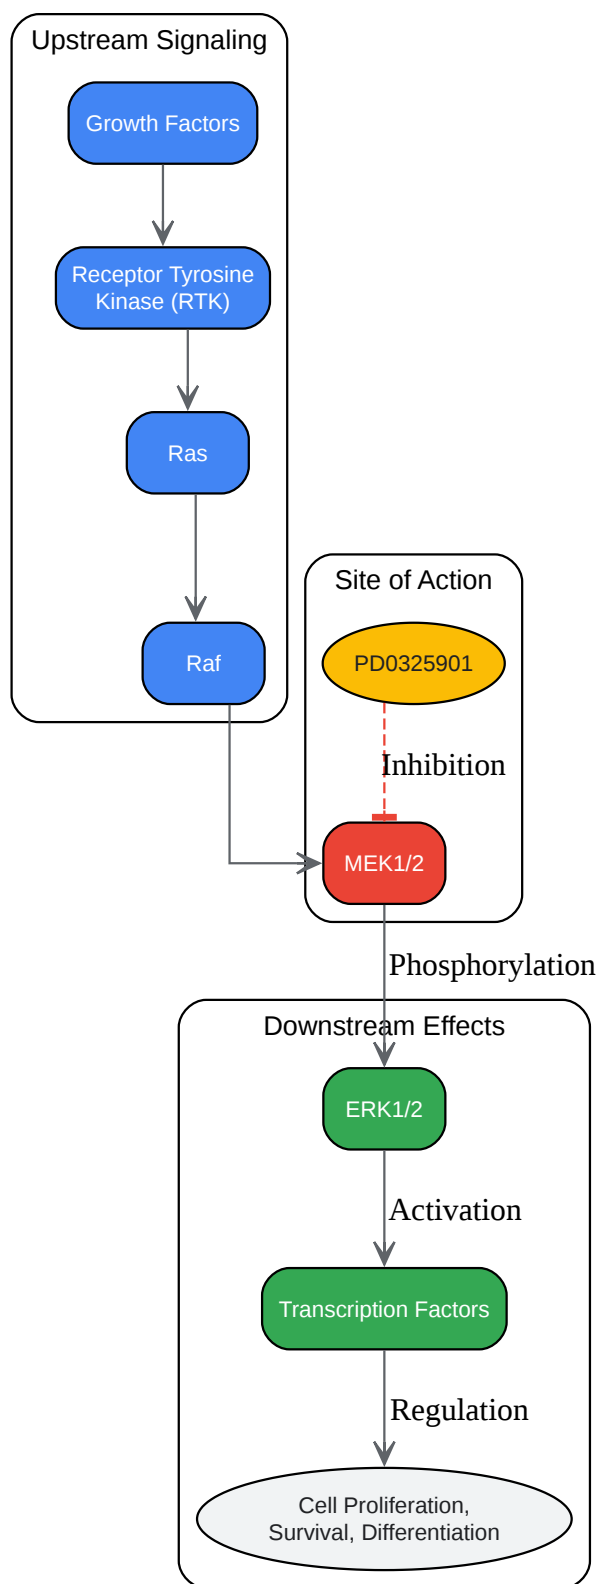 Upstream Signaling
Growth Factors
Receptor Tyrosine
Kinase (RTK)
Ras
Raf
Site of Action
PD0325901
Inhibition
MEK1/2
Phosphorylation
Downstream Effects
ERK1/2
Activation
Transcription Factors
Regulation
Cell Proliferation,
Survival, Differentiation